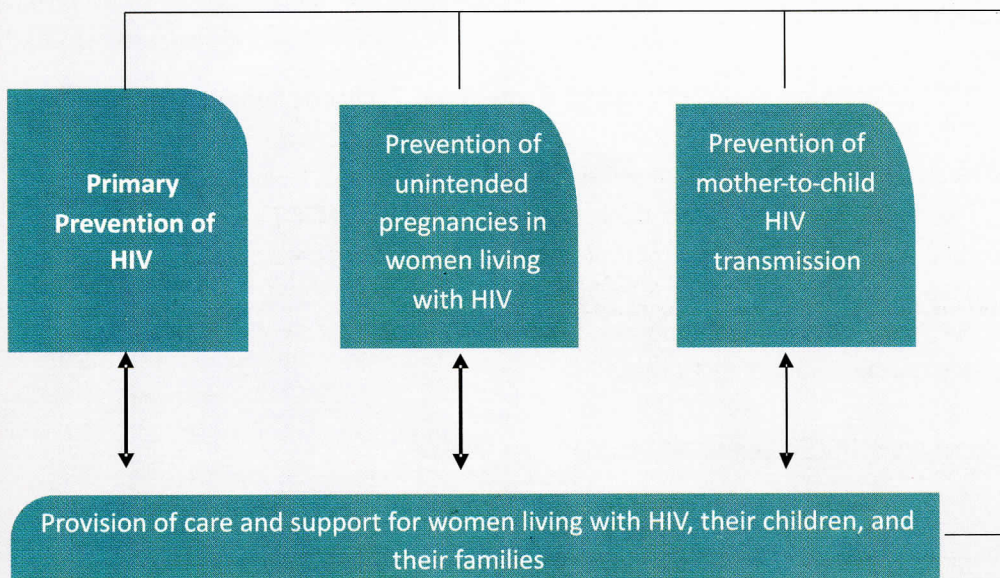 Primary
Prevention of
HIV
Prevention of
unintended
pregnancies in
women living
with HIV
Prevention of
mother-to-child
HIV
transmission
Provision of care and support for women living with HIV, their children, and
their families